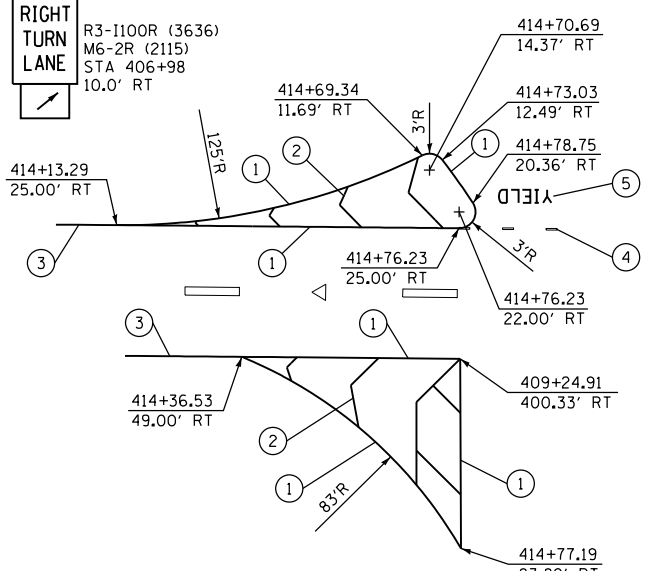 RIGHT
TURN
LANE
R3-I100R (3636)
M6-2R (2115)
STA 406+98
10.0' RT
414+70.69
14.37' RT
414+69.34
11.69' RT
3'R
414+73.03
12.49' RT
1
414+78.75
20.36' RT
125'R
1
2
414+13.29
25.00' RT
YIELD
5
3
1
414+76.23
25.00' RT
3'R
4
414+76.23
22.00' RT
3
1
414+36.53
49.00' RT
409+24.91
400.33' RT
2
1
83'R
1
414+77.19